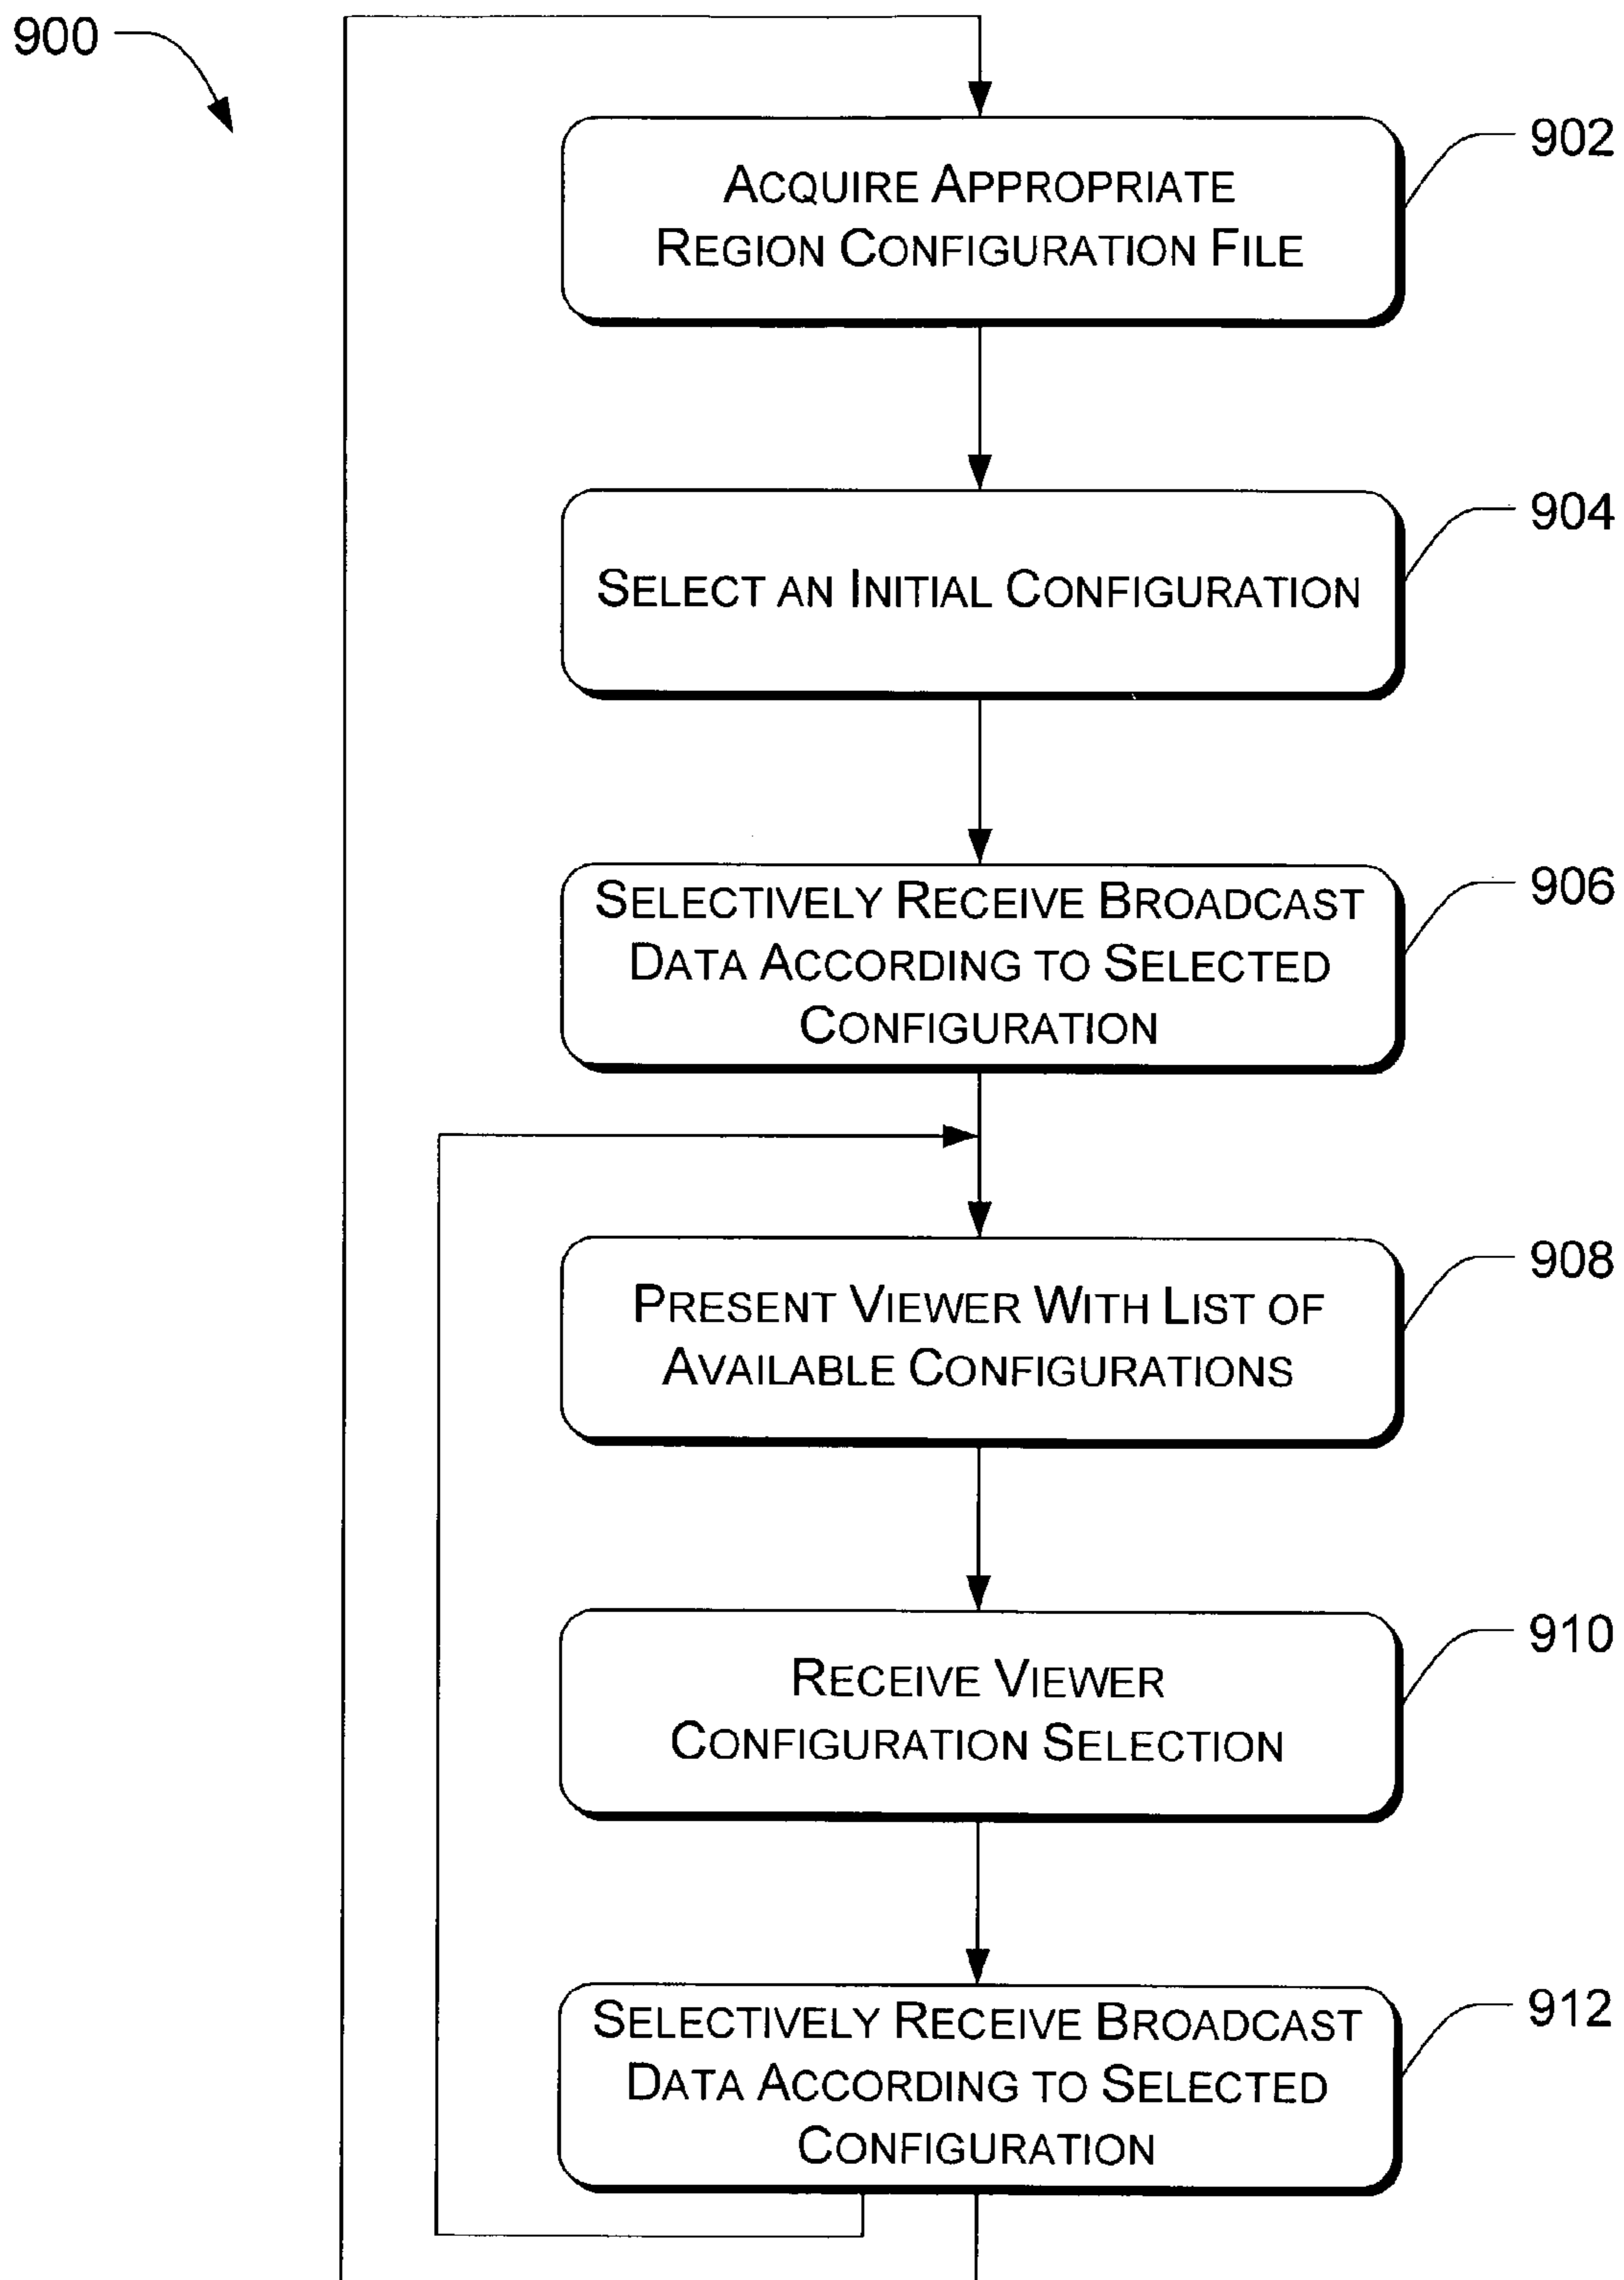 900
902
ACQUIRE APPROPRIATE
REGION CONFIGURATION FILE
904
SELECT AN INITIAL CONFIGURATION
906
SELECTIVELY RECEIVE BROADCAST
DATA ACCORDING TO SELECTED
CONFIGURATION
908
PRESENT VIEWER WITH LIST OF
AVAILABLE CONFIGURATIONS
910
RECEIVE VIEWER
CONFIGURATION SELECTION
912
SELECTIVELY RECEIVE BROADCAST
DATA ACCORDING TO SELECTED
CONFIGURATION